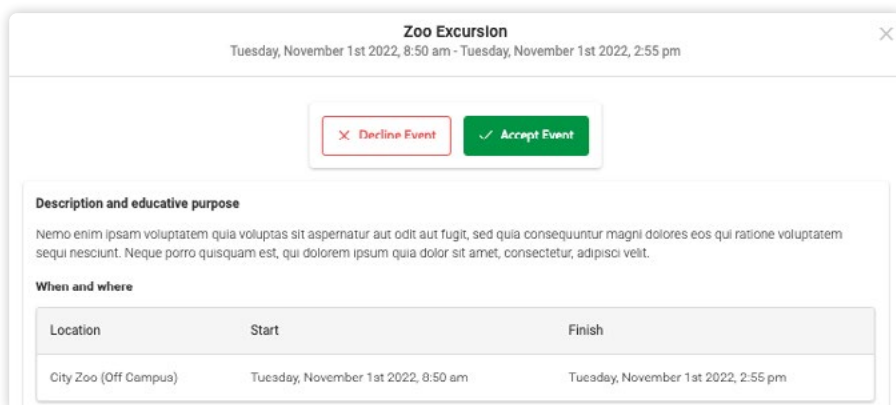 Zoo Excursion
Tuesday, November 1st 2022, 8:50 am - Tuesday, November 1st 2022, 2:55 pm
Decline Event
Accept Event
Description and educative purpose
Nemo enim ipsam voluptatem quia voluptas sit aspernatur aut odit aut fugit, sed quia consequuntur magni dolores eos qui ratione voluptatem
sequi nesciunt. Neque porro quisquam est, qui dolorem ipsum quia dolor sit amet, consectetur, adipisci velit.
When and where
Location Start Finish
City Zoo (Off Campus) Tuesday, November 1st 2022, 8:50 am Tuesday, November 1st 2022, 2:55 pm